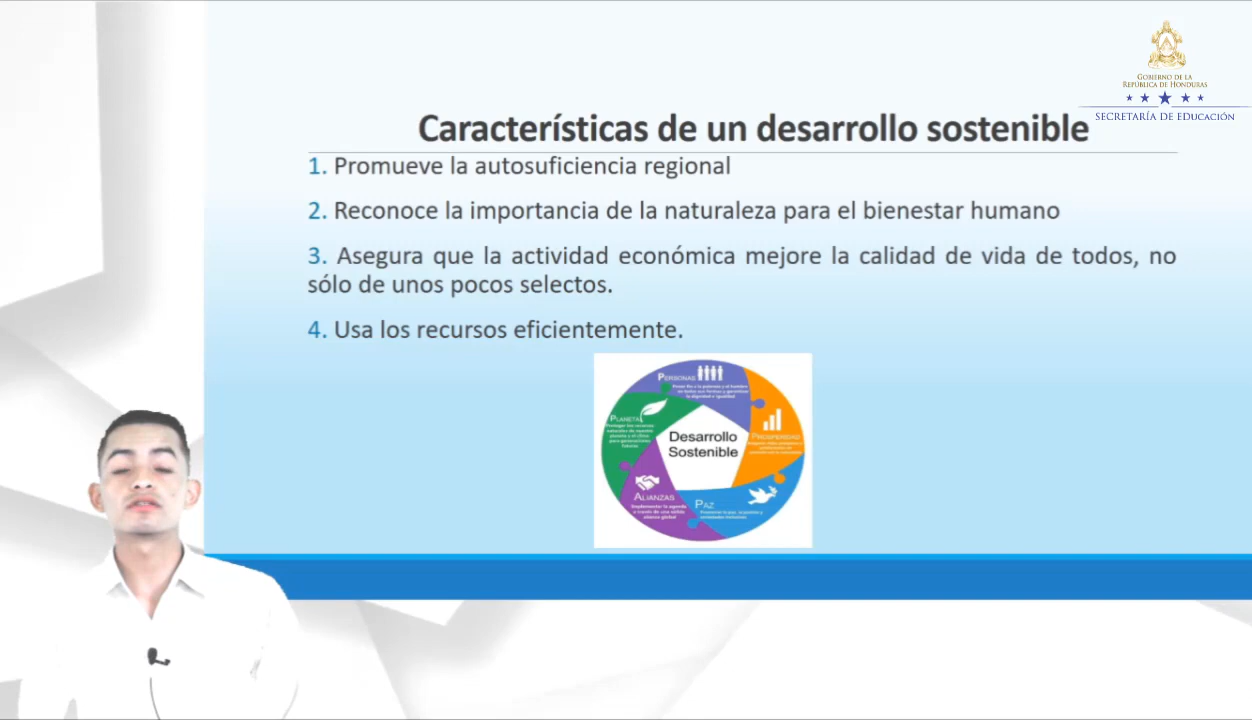 GOBIERNO DE LA
REPÚBLICA DE HONDURAS
SECRETARÍA DE EDUCACIÓN
Características de un desarrollo sostenible
1. Promueve la autosuficiencia regional
2. Reconoce la importancia de la naturaleza para el bienestar humano
3. Asegura que la actividad económica mejore la calidad de vida de todos, no
sólo de unos pocos selectos.
4. Usa los recursos eficientemente.
PERSONAS
PLANETA
PROSPERIDAD
Desarrollo
Sostenible
ALIANZAS
PAZ